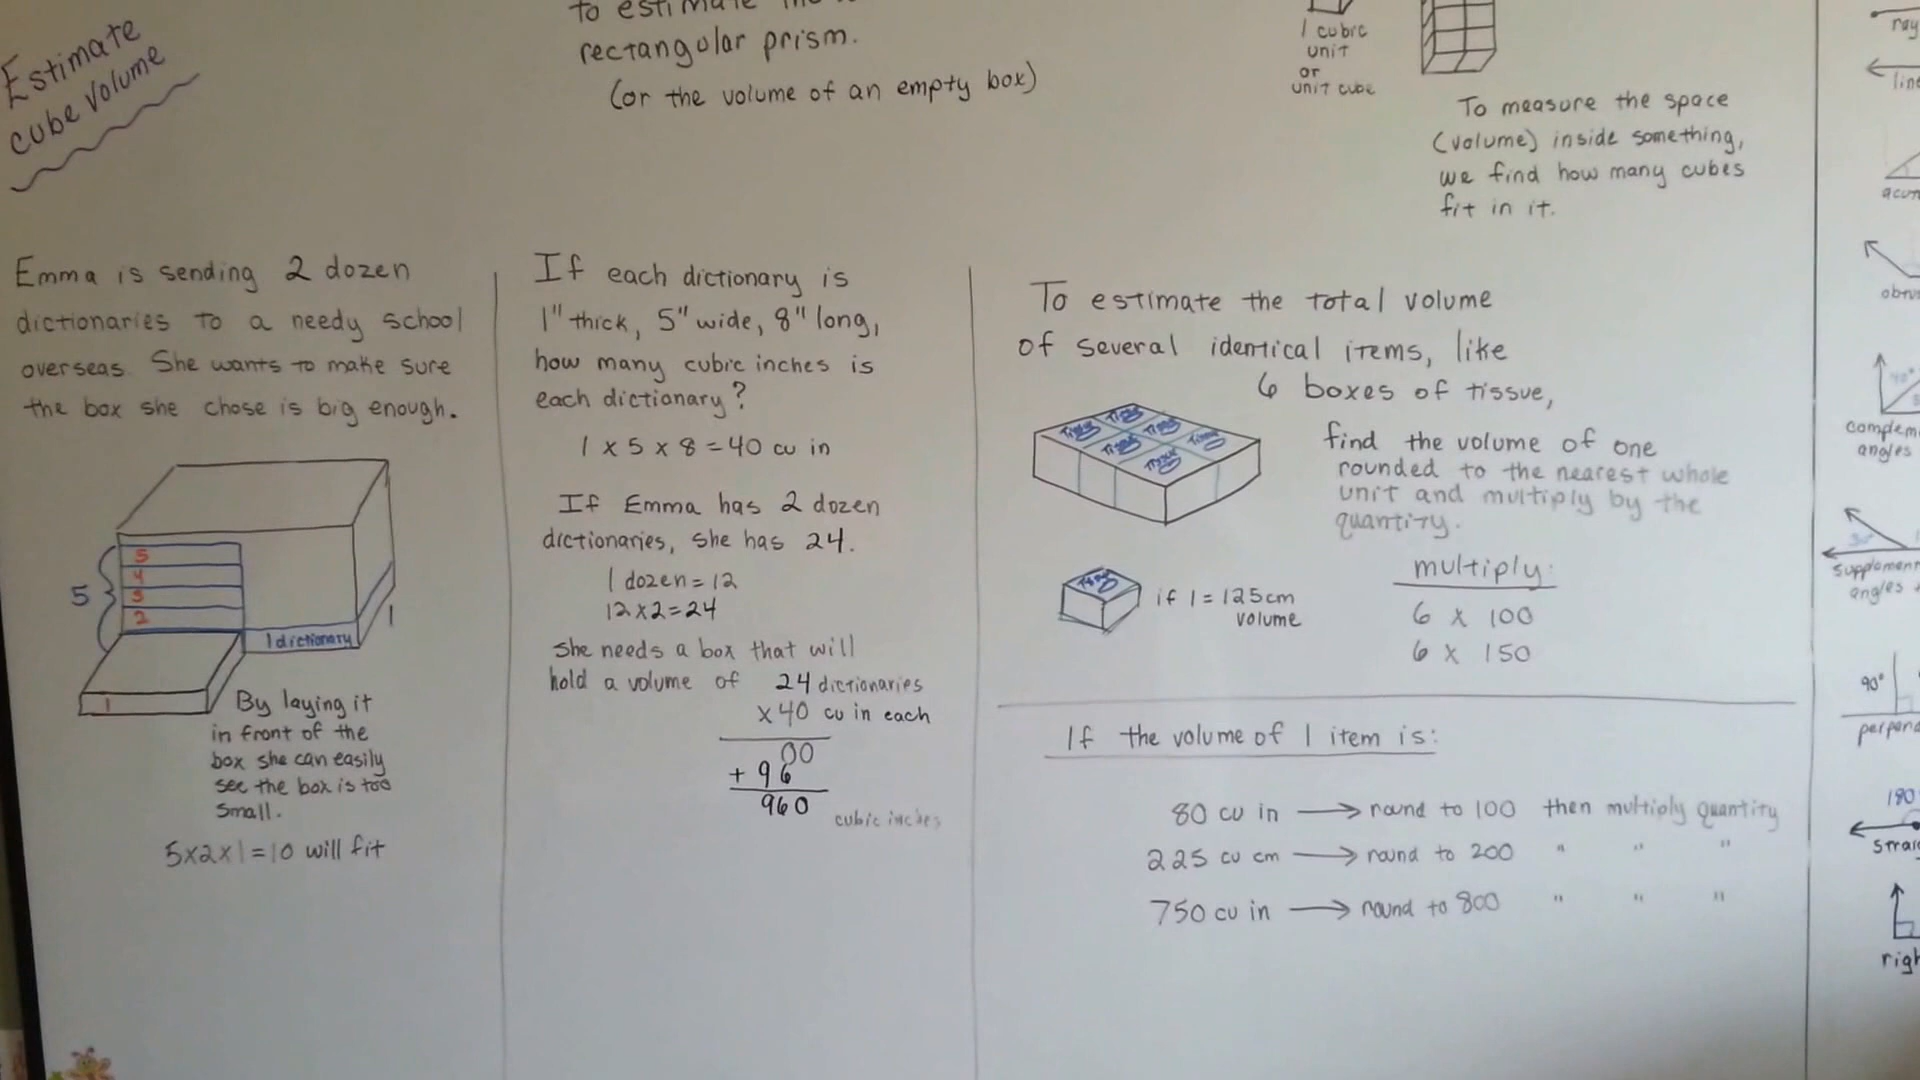 Estimate
cube volume
to estimate the
rectangular prism.
(or the volume of an empty box)
1 cubic
unit
or
unit cube
To measure the space
(volume) inside something,
we find how many cubes
fit in it.
Emma is sending 2 dozen
dictionaries to a needy school
overseas. She wants to make sure
the box she chose is big enough.
5
5
4
3
2
1 dictionary
1
1
By laying it
in front of the
box she can easily
see the box is too
small.
5x2x1=10 will fit
If each dictionary is
1" thick, 5" wide, 8" long,
how many cubic inches is
each dictionary?
1 x 5 x 8 = 40 cu in
If Emma has 2 dozen
dictionaries, she has 24.
1 dozen = 12
12x2=24
she needs a box that will
hold a volume of 24 dictionaries
x 40 cu in each
00
+ 96
960
cubic inches
To estimate the total volume
of several identical items, like
6 boxes of tissue,
find the volume of one
rounded to the nearest whole
unit and multiply by the
quantity.
if 1 = 125cm
volume
multiply:
6 x 100
6 x 150
If the volume of 1 item is:
80 cu in → round to 100 then multiply quantity
225 cu cm → round to 200 " " "
750 cu in → round to 800 " " "
ray
line
complem
angles
supplement
angles
90°
perpend
180
straig
righ